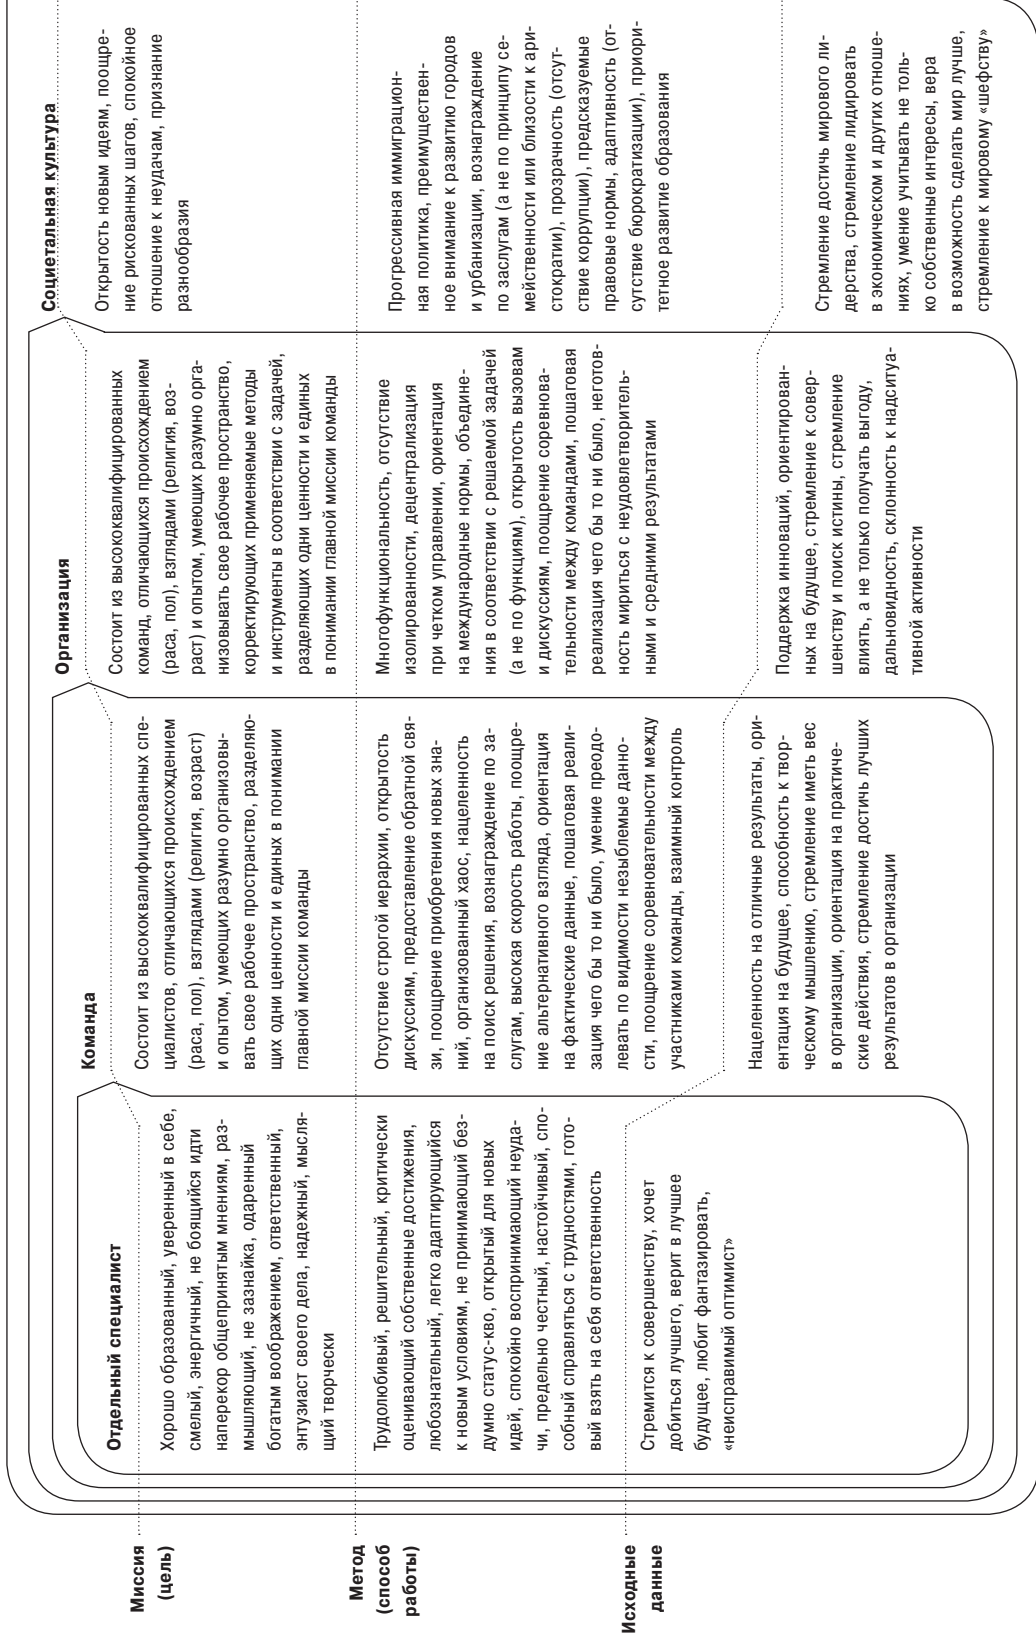 Отдельный специалист
Команда
Организация
Социетальная культура
Миссия
(цель)
Хорошо образованный, уверенный в себе,
смелый, энергичный, не боящийся идти
наперекор общепринятым мнениям, раз-
мышляющий, не зазнайка, одаренный
богатым воображением, ответственный,
энтузиаст своего дела, надежный, мысля-
щий творчески
Состоит из высококвалифицированных спе-
циалистов, отличающихся происхождением
(раса, пол), взглядами (религия, возраст)
и опытом, умеющих разумно организовы-
вать свое рабочее пространство, разделяю-
щих одни ценности и единых в понимании
главной миссии команды
Состоит из высококвалифицированных
команд, отличающихся происхождением
(раса, пол), взглядами (религия, воз-
раст) и опытом, умеющих разумно орга-
низовывать свое рабочее пространство,
корректирующих применяемые методы
и инструменты в соответствии с задачей,
разделяющих одни ценности и единых
в понимании главной миссии команды
Открытость новым идеям, поощре-
ние рискованных шагов, спокойное
отношение к неудачам, признание
разнообразия
Метод
(способ
работы)
Трудолюбивый, решительный, критически
оценивающий собственные достижения,
любознательный, легко адаптирующийся
к новым условиям, не принимающий без-
думно статус-кво, открытый для новых
идей, спокойно воспринимающий неуда-
чи, предельно честный, настойчивый, спо-
собный справляться с трудностями, гото-
вый взять на себя ответственность
Отсутствие строгой иерархии, открытость
дискуссиям, предоставление обратной свя-
зи, поощрение приобретения новых зна-
ний, организованный хаос, нацеленность
на поиск решения, вознаграждение по за-
слугам, высокая скорость работы, поощре-
ние альтернативного взгляда, ориентация
на фактические данные, пошаговая реали-
зация чего бы то ни было, умение преодо-
левать по видимости незыблемые данно-
сти, поощрение соревновательности между
участниками команды, взаимный контроль
Многофункциональность, отсутствие
изолированности, децентрализация
при четком управлении, ориентация
на международные нормы, объедине-
ния в соответствии с решаемой задачей
(а не по функциям), открытость вызовам
и дискуссиям, поощрение соревнова-
тельности между командами, пошаговая
реализация чего бы то ни было, неготов-
ность мириться с неудовлетворитель-
ными и средними результатами
Прогрессивная иммиграцион-
ная политика, преимуществен-
ное внимание к развитию городов
и урбанизации, вознаграждение
по заслугам (а не по принципу се-
мейственности или близости к ари-
стократии), прозрачность (отсут-
ствие коррупции), предсказуемые
правовые нормы, адаптивность (от-
сутствие бюрократизации), приори-
тетное развитие образования
Исходные
данные
Стремится к совершенству, хочет
добиться лучшего, верит в лучшее
будущее, любит фантазировать,
«неисправимый оптимист»
Нацеленность на отличные результаты, ори-
ентация на будущее, способность к твор-
ческому мышлению, стремление иметь вес
в организации, ориентация на практиче-
ские действия, стремление достичь лучших
результатов в организации
Поддержка инноваций, ориентирован-
ных на будущее, стремление к совер-
шенству и поиск истины, стремление
влиять, а не только получать выгоду,
дальновидность, склонность к надситуа-
тивной активности
Стремление достичь мирового ли-
дерства, стремление лидировать
в экономическом и других отноше-
ниях, умение учитывать не толь-
ко собственные интересы, вера
в возможность сделать мир лучше,
стремление к мировому «шефству»